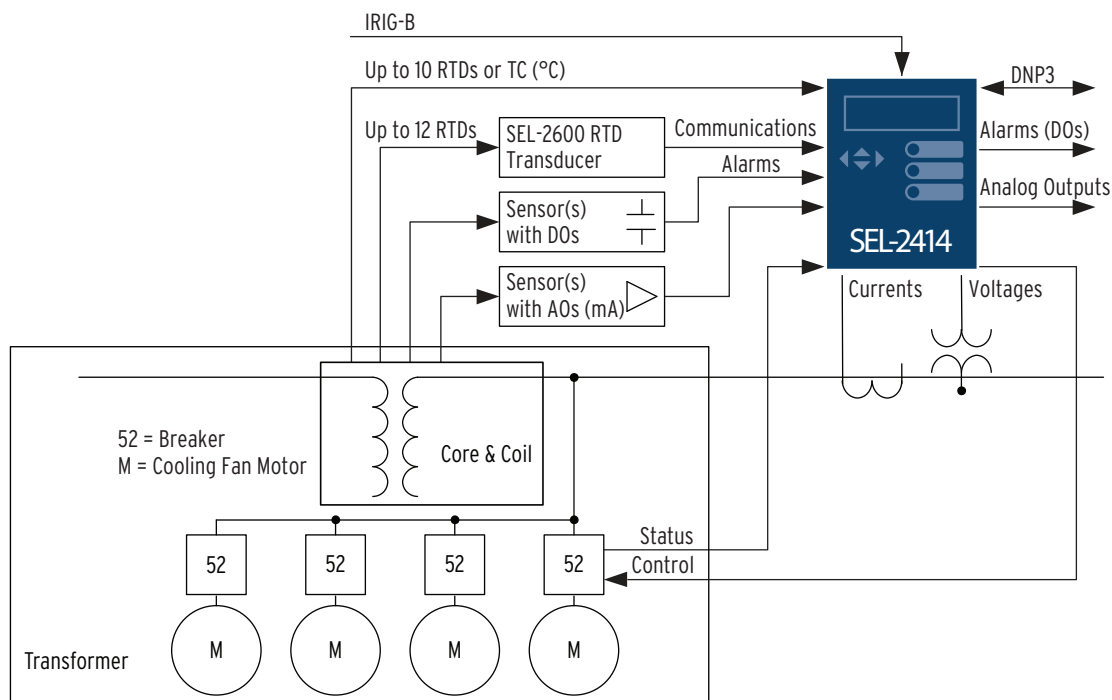 IRIG-B
Up to 10 RTDs or TC (°C)
DNP3
Up to 12 RTDs
SEL-2600 RTD
Transducer
Communications
Alarms (DOs)
Alarms
Analog Outputs
Sensor(s)
with DOs
SEL-2414
Sensor(s)
with AOs (mA)
Currents
Voltages
52 = Breaker
M = Cooling Fan Motor
Core & Coil
Status
Control
52
52
52
52
M
M
M
M
Transformer